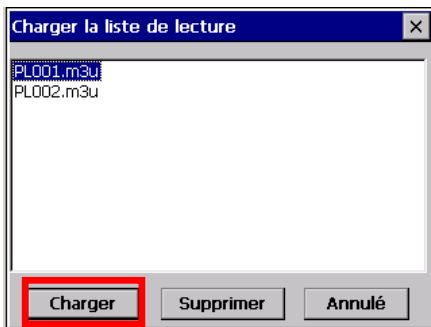 Charger la liste de lecture
PL001.m3u
PL002.m3u
Charger Supprimer Annulé